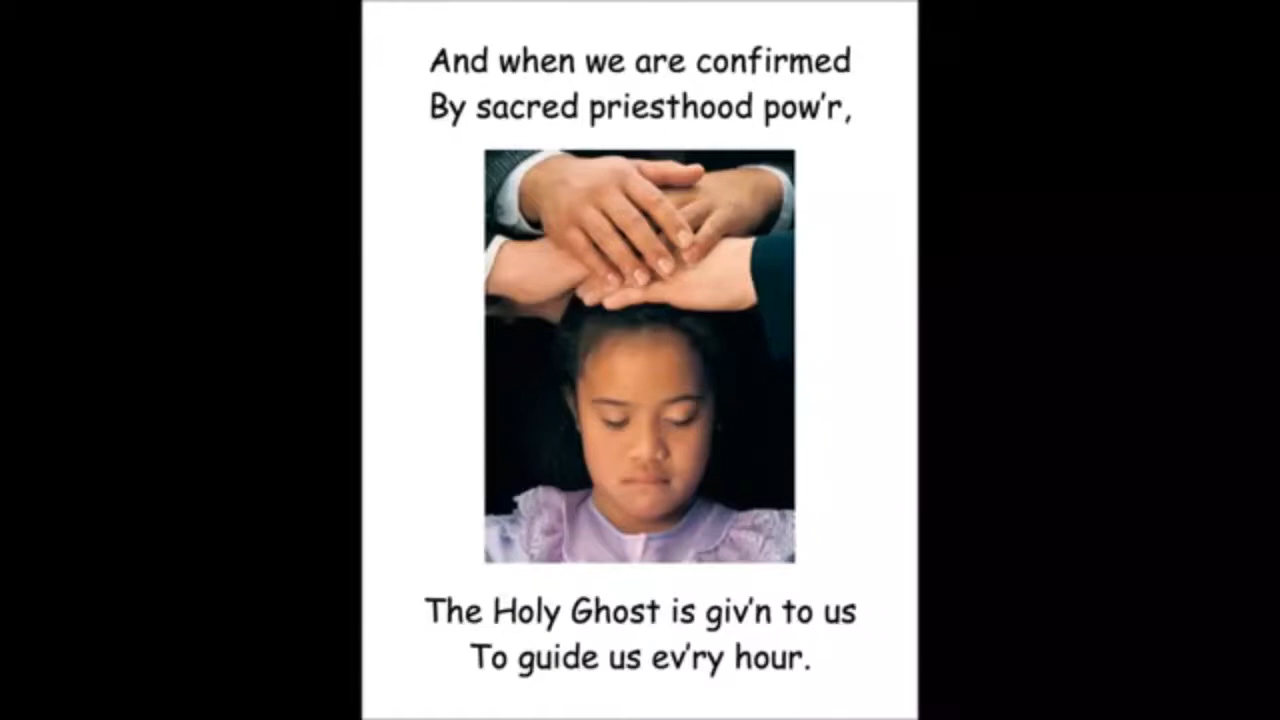 And when we are confirmed
By sacred priesthood pow'r,
The Holy Ghost is giv'n to us
To guide us ev'ry hour.